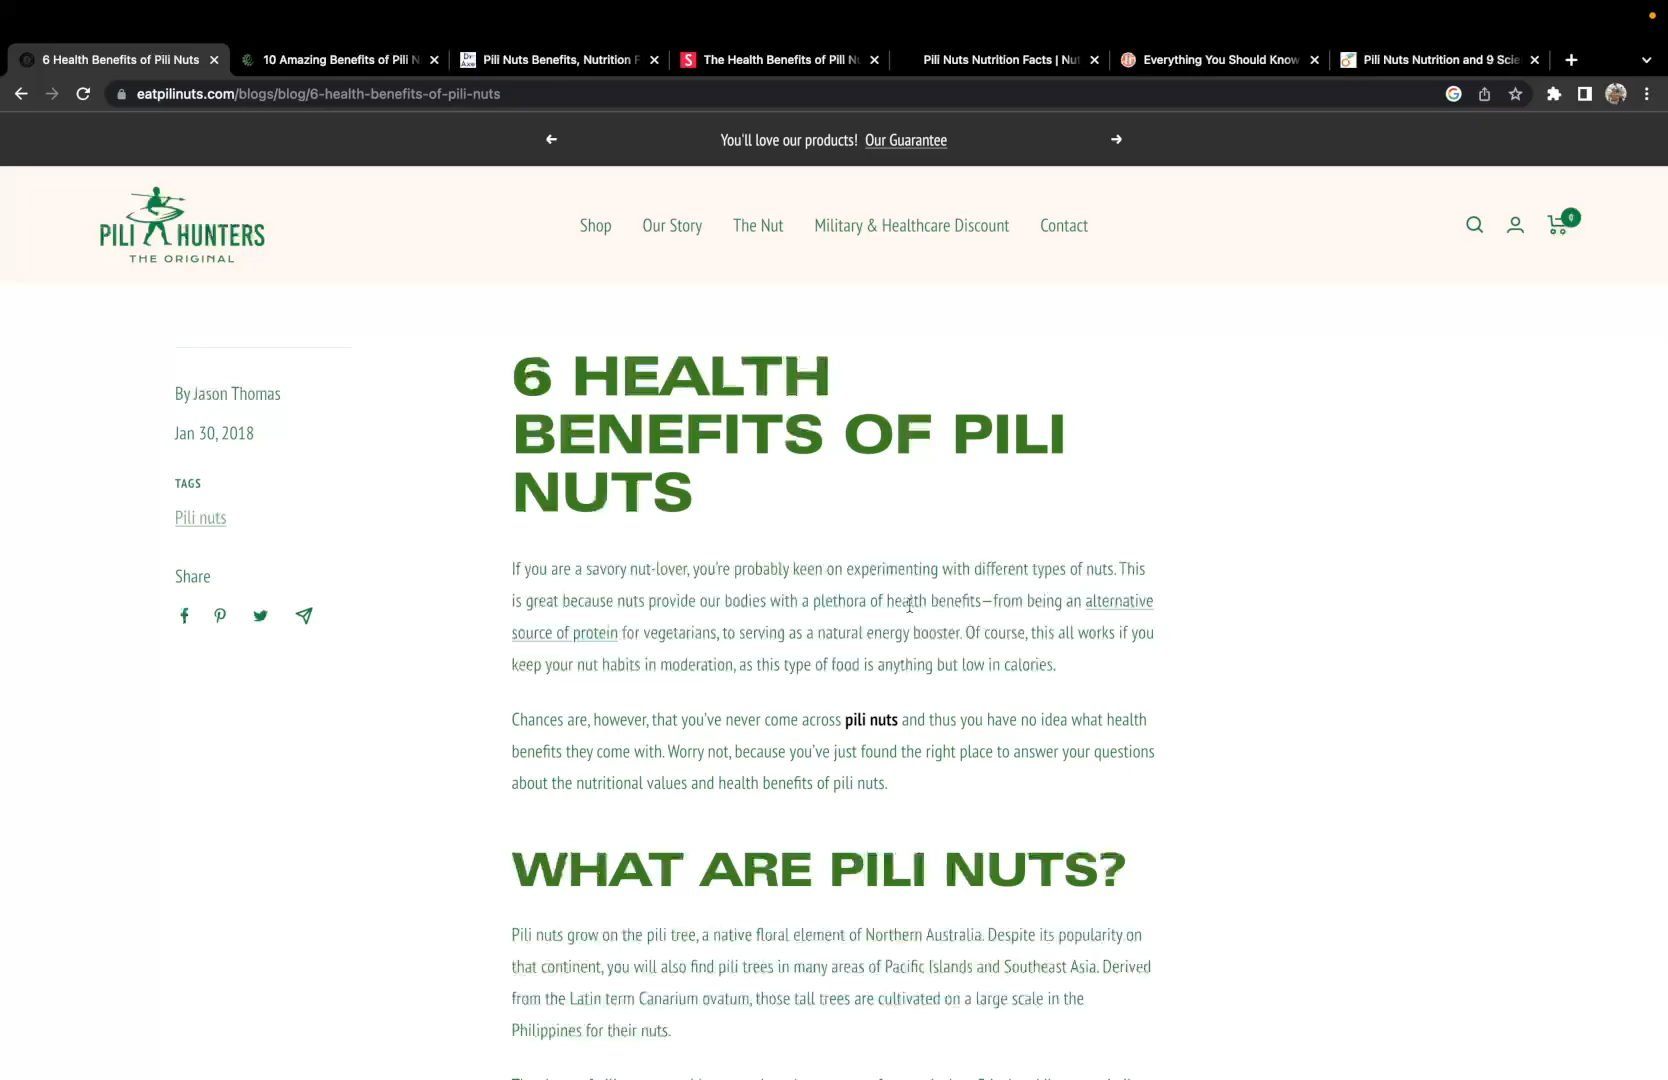 6 Health Benefits of Pili Nuts
10 Amazing Benefits of Pili N
Dr. Axe
Pili Nuts Benefits, Nutrition F
S
The Health Benefits of Pili Nu
Pili Nuts Nutrition Facts | Nut
Everything You Should Know
Pili Nuts Nutrition and 9 Scie
eatpilinuts.com/blogs/blog/6-health-benefits-of-pili-nuts
You'll love our products! Our Guarantee
PILI HUNTERS
THE ORIGINAL
Shop
Our Story
The Nut
Military & Healthcare Discount
Contact
By Jason Thomas
Jan 30, 2018
TAGS
Pili nuts
Share
6 HEALTH
BENEFITS OF PILI
NUTS
If you are a savory nut-lover, you're probably keen on experimenting with different types of nuts. This
is great because nuts provide our bodies with a plethora of health benefits—from being an alternative
source of protein for vegetarians, to serving as a natural energy booster. Of course, this all works if you
keep your nut habits in moderation, as this type of food is anything but low in calories.
Chances are, however, that you've never come across pili nuts and thus you have no idea what health
benefits they come with. Worry not, because you've just found the right place to answer your questions
about the nutritional values and health benefits of pili nuts.
WHAT ARE PILI NUTS?
Pili nuts grow on the pili tree, a native floral element of Northern Australia. Despite its popularity on
that continent, you will also find pili trees in many areas of Pacific Islands and Southeast Asia. Derived
from the Latin term Canarium ovatum, those tall trees are cultivated on a large scale in the
Philippines for their nuts.